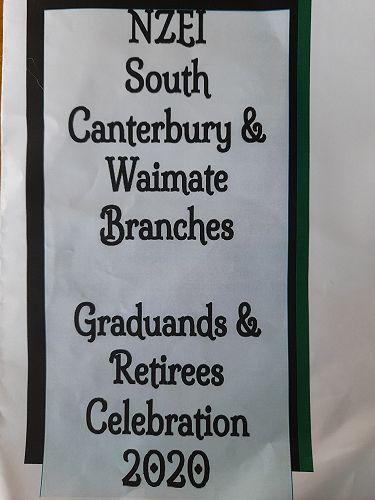 NZEI
South
Canterbury &
Waimate
Branches
Graduands &
Retirees
Celebration
2020